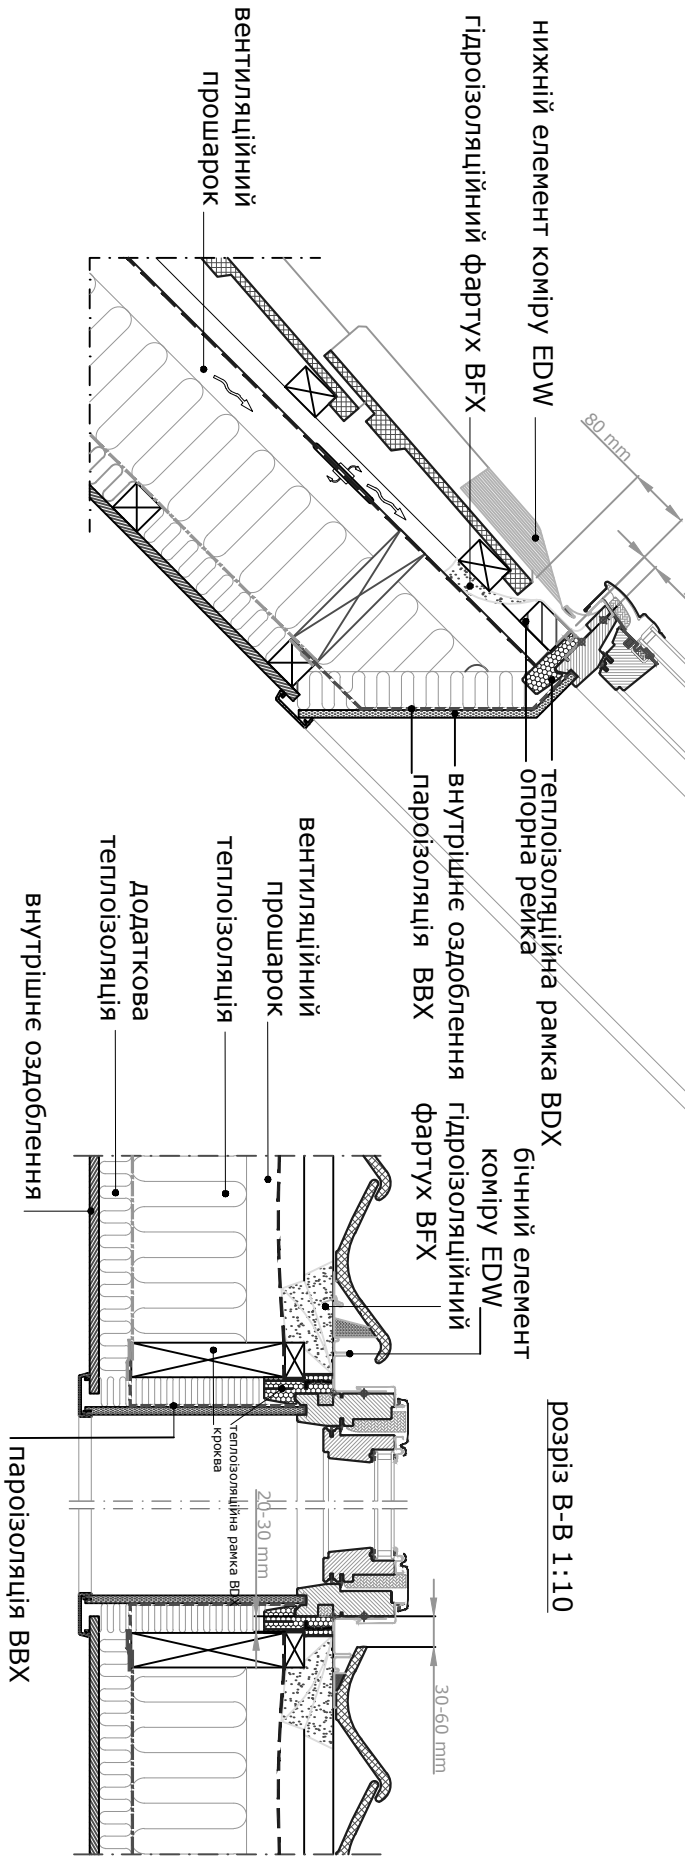 вентиляційний
прошарок
нижній елемент коміру EDW
гідроізоляційний фартух BFX
80 mm
теплоізоляційна рамка BDX
опорна рейка
внутрішнє оздоблення
пароізоляція BBX
вентиляційний
прошарок
теплоізоляція
додаткова
теплоізоляція
внутрішнє оздоблення
бічний елемент
коміру EDW
гідроізоляційний
фартух BFX
розріз B-B 1:10
теплоізоляційна рамка BDX
кроква
20-30 mm
30-60 mm
пароізоляція BBX